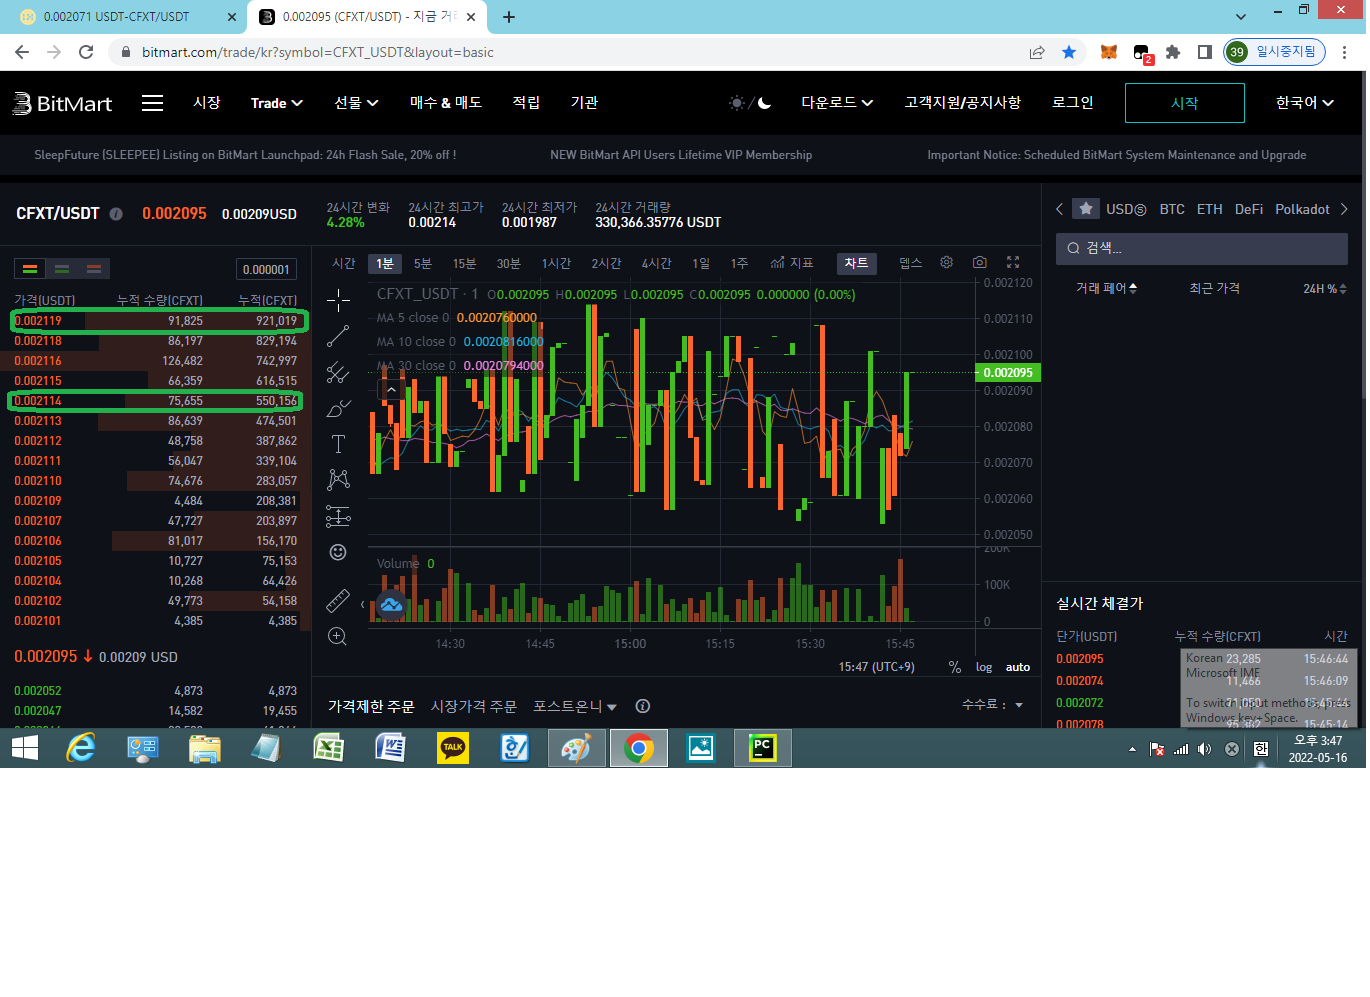 0.002071 USDT-CFXT/USDT
0.002095 (CFXT/USDT) - 지금 거래
bitmart.com/trade/kr?symbol=CFXT_USDT&layout=basic
2
39 일시중지됨
BitMart
시장 Trade 선물 매수 & 매도 적립 기관
다운로드 고객지원/공지사항 로그인 시작 한국어
SleepFuture (SLEEPEE) Listing on BitMart Launchpad: 24h Flash Sale, 20% off !
NEW BitMart API Users Lifetime VIP Membership
Important Notice: Scheduled BitMart System Maintenance and Upgrade
CFXT/USDT 0.002095 0.00209USD
24시간 변화 24시간 최고가 24시간 최저가 24시간 거래량
4.28% 0.00214 0.001987 330,366.35776 USDT
0.000001
가격(USDT) 누적 수량(CFXT) 누적(CFXT)
0.002119 91,825 921,019
0.002118 86,197 829,194
0.002116 126,482 742,997
0.002115 66,359 616,515
0.002114 75,655 550,156
0.002113 86,639 474,501
0.002112 48,758 387,862
0.002111 56,047 339,104
0.002110 74,676 283,057
0.002109 4,484 208,381
0.002107 47,727 203,897
0.002106 81,017 156,170
0.002105 10,727 75,153
0.002104 10,268 64,426
0.002102 49,773 54,158
0.002101 4,385 4,385
0.002095 0.00209 USD
0.002052 4,873 4,873
0.002047 14,582 19,455
시간 1분 5분 15분 30분 1시간 2시간 4시간 1일 1주 지표 차트 뎁스
CFXT_USDT · 1 O0.002095 H0.002095 L0.002095 C0.002095 0.000000 (0.00%)
MA 5 close 0 0.0020760000
MA 10 close 0 0.0020816000
MA 30 close 0 0.0020794000
0.002120
0.002110
0.002100
0.002095
0.002090
0.002080
0.002070
0.002060
0.002050
Volume 0
200K
100K
0
14:30 14:45 15:00 15:15 15:30 15:45
15:47 (UTC+9) % log auto
가격제한 주문 시장가격 주문 포스트온니
수수료 :
USDⓈ BTC ETH DeFi Polkadot
검색...
거래 페어 최근 가격 24H %
실시간 체결가
단가(USDT) 누적 수량(CFXT) 시간
0.002095 23,285 15:46:44
0.002074 11,466 15:46:09
0.002072 71,050 15:45:44
0.002078 95,382 15:45:14
Korean
Microsoft IME
To switch input methods, press
Windows key+Space.
TALK
PC
한
오후 3:47
2022-05-16